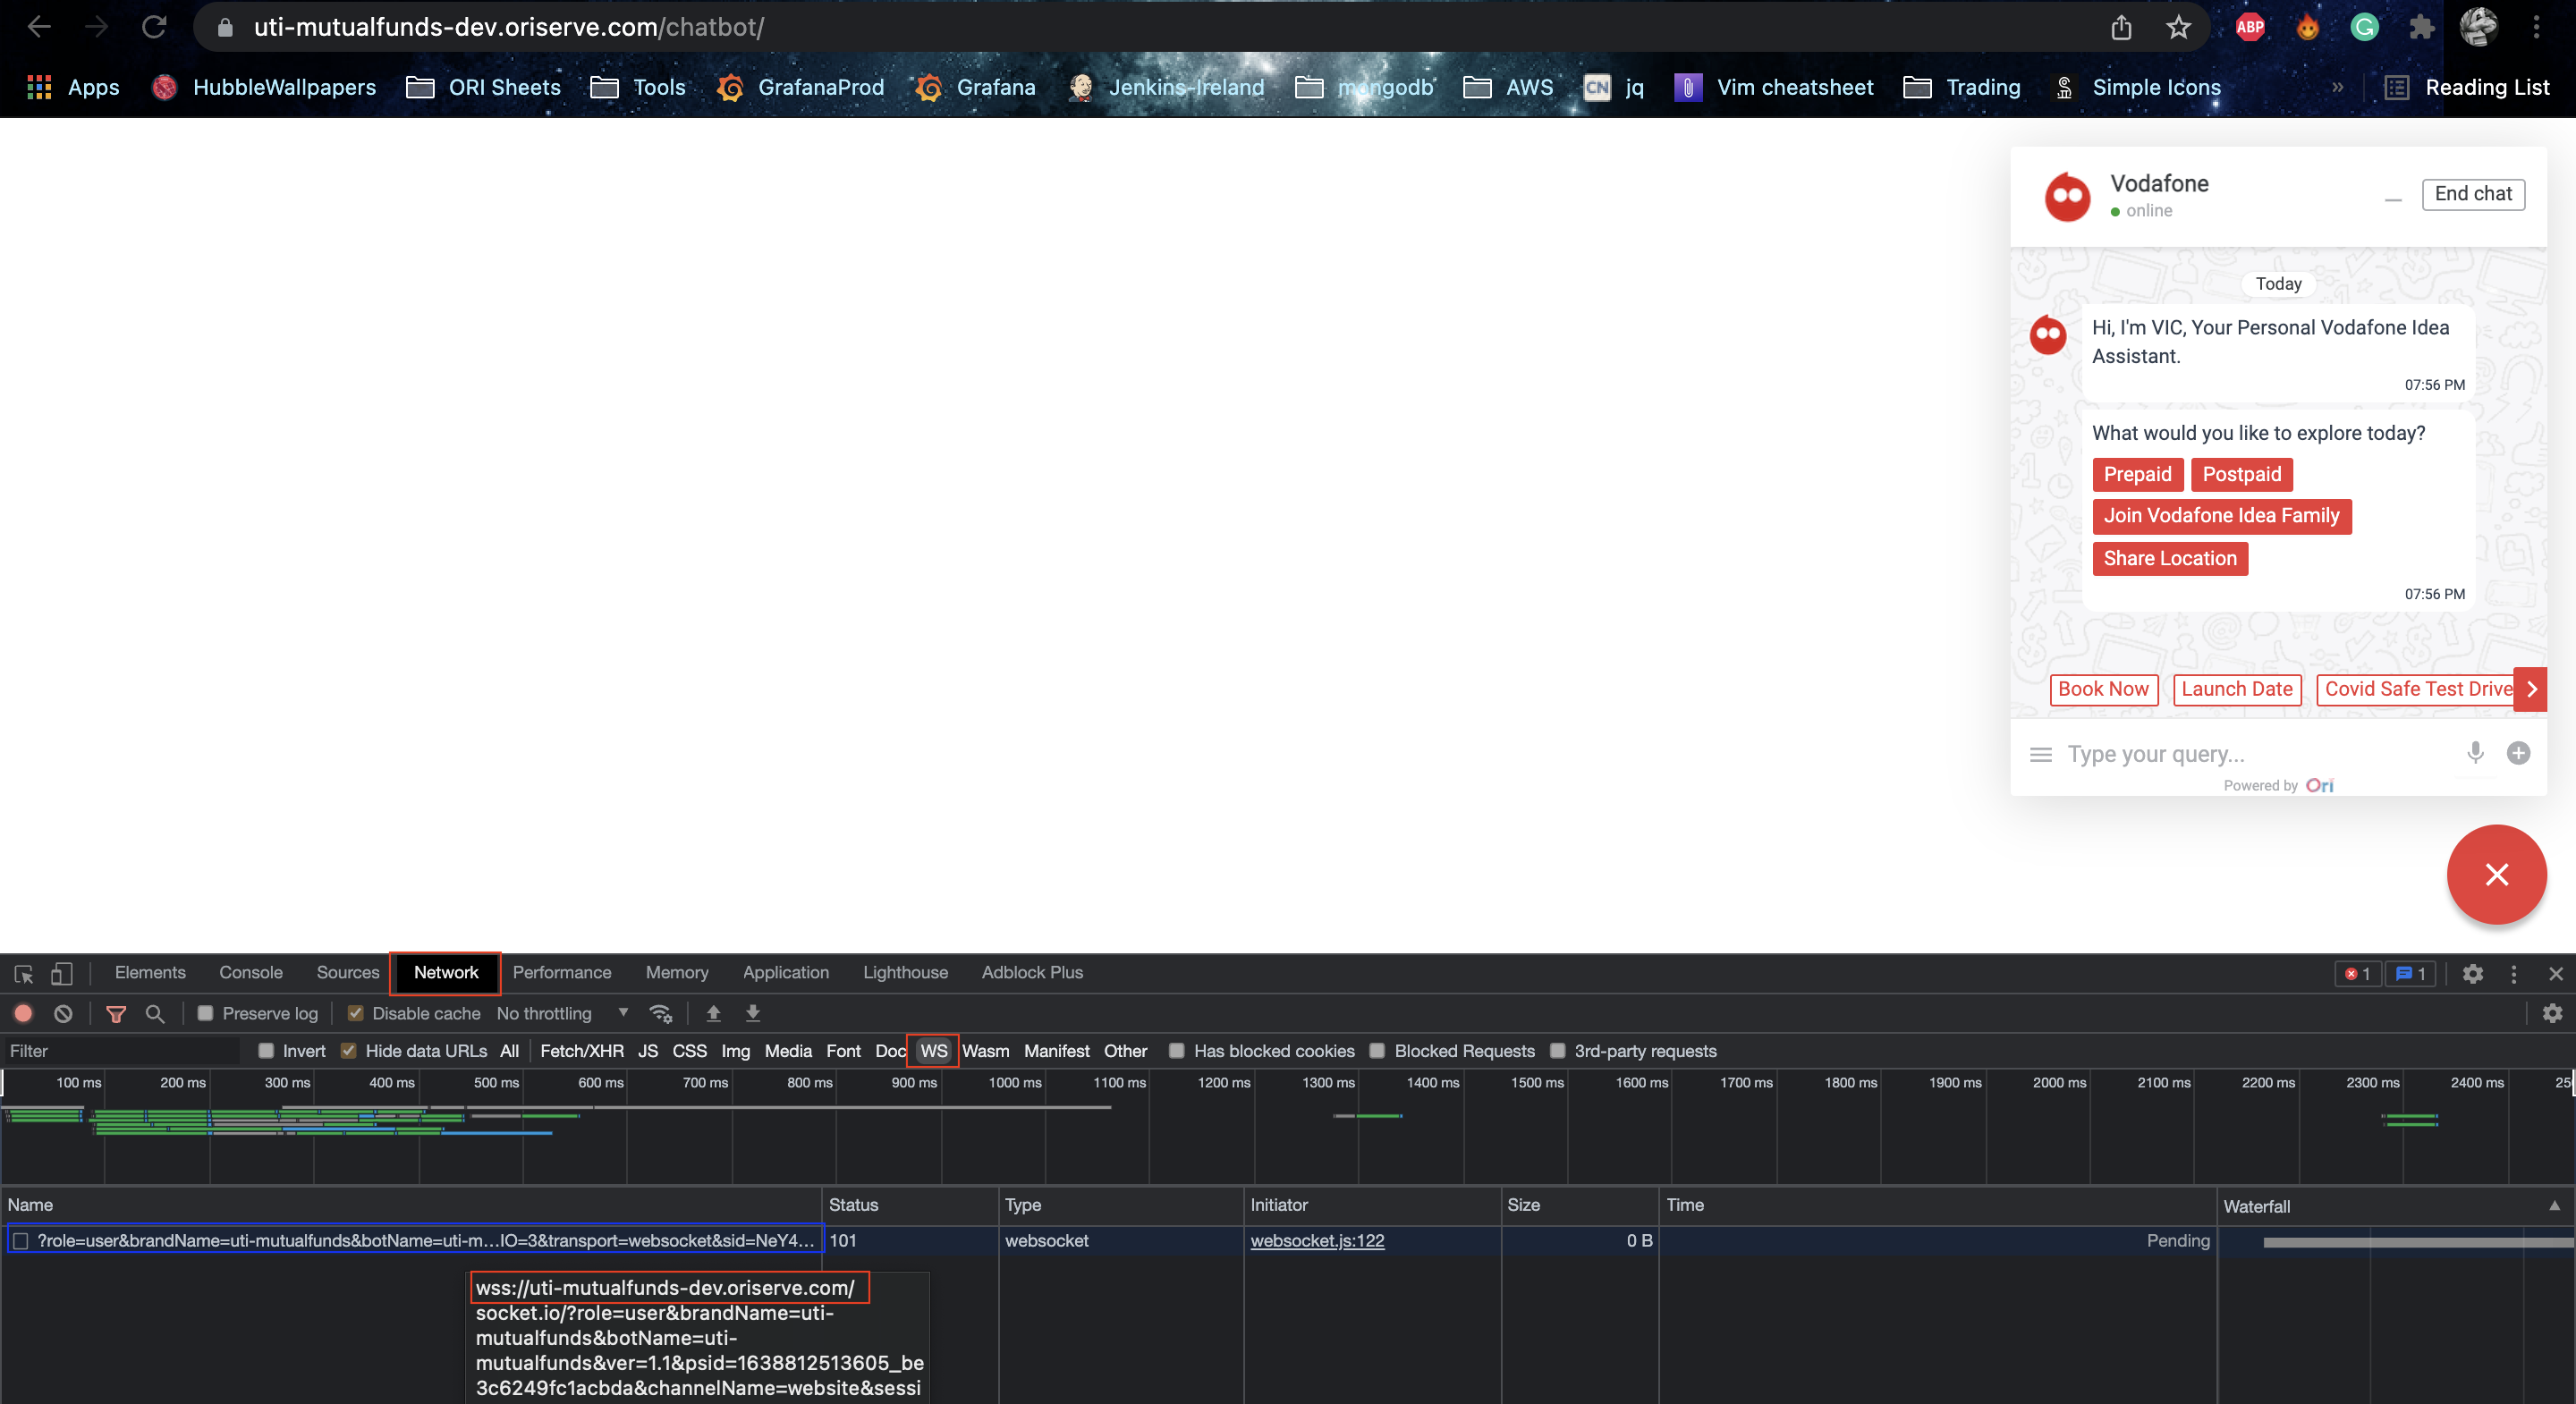 uti-mutualfunds-dev.oriserve.com/chatbot/
ABP
G
Apps HubbleWallpapers ORI Sheets Tools GrafanaProd Grafana Jenkins-Ireland mongodb AWS CN jq Vim cheatsheet Trading Simple Icons » Reading List
Vodafone
online
End chat
Today
Hi, I'm VIC, Your Personal Vodafone Idea
Assistant.
07:56 PM
What would you like to explore today?
Prepaid Postpaid
Join Vodafone Idea Family
Share Location
07:56 PM
Book Now Launch Date Covid Safe Test Drive
Type your query...
Powered by Ori
Elements Console Sources Network Performance Memory Application Lighthouse Adblock Plus 1 1
Preserve log Disable cache No throttling
Filter Invert Hide data URLs All Fetch/XHR JS CSS Img Media Font Doc WS Wasm Manifest Other Has blocked cookies Blocked Requests 3rd-party requests
100 ms 200 ms 300 ms 400 ms 500 ms 600 ms 700 ms 800 ms 900 ms 1000 ms 1100 ms 1200 ms 1300 ms 1400 ms 1500 ms 1600 ms 1700 ms 1800 ms 1900 ms 2000 ms 2100 ms 2200 ms 2300 ms 2400 ms
Name Status Type Initiator Size Time Waterfall
?role=user&brandName=uti-mutualfunds&botName=uti-m...IO=3&transport=websocket&sid=NeY4... 101 websocket websocket.js:122 0 B Pending
wss://uti-mutualfunds-dev.oriserve.com/
socket.io/?role=user&brandName=uti-
mutualfunds&botName=uti-
mutualfunds&ver=1.1&psid=1638812513605_be
3c6249fc1acbda&channelName=website&sessi